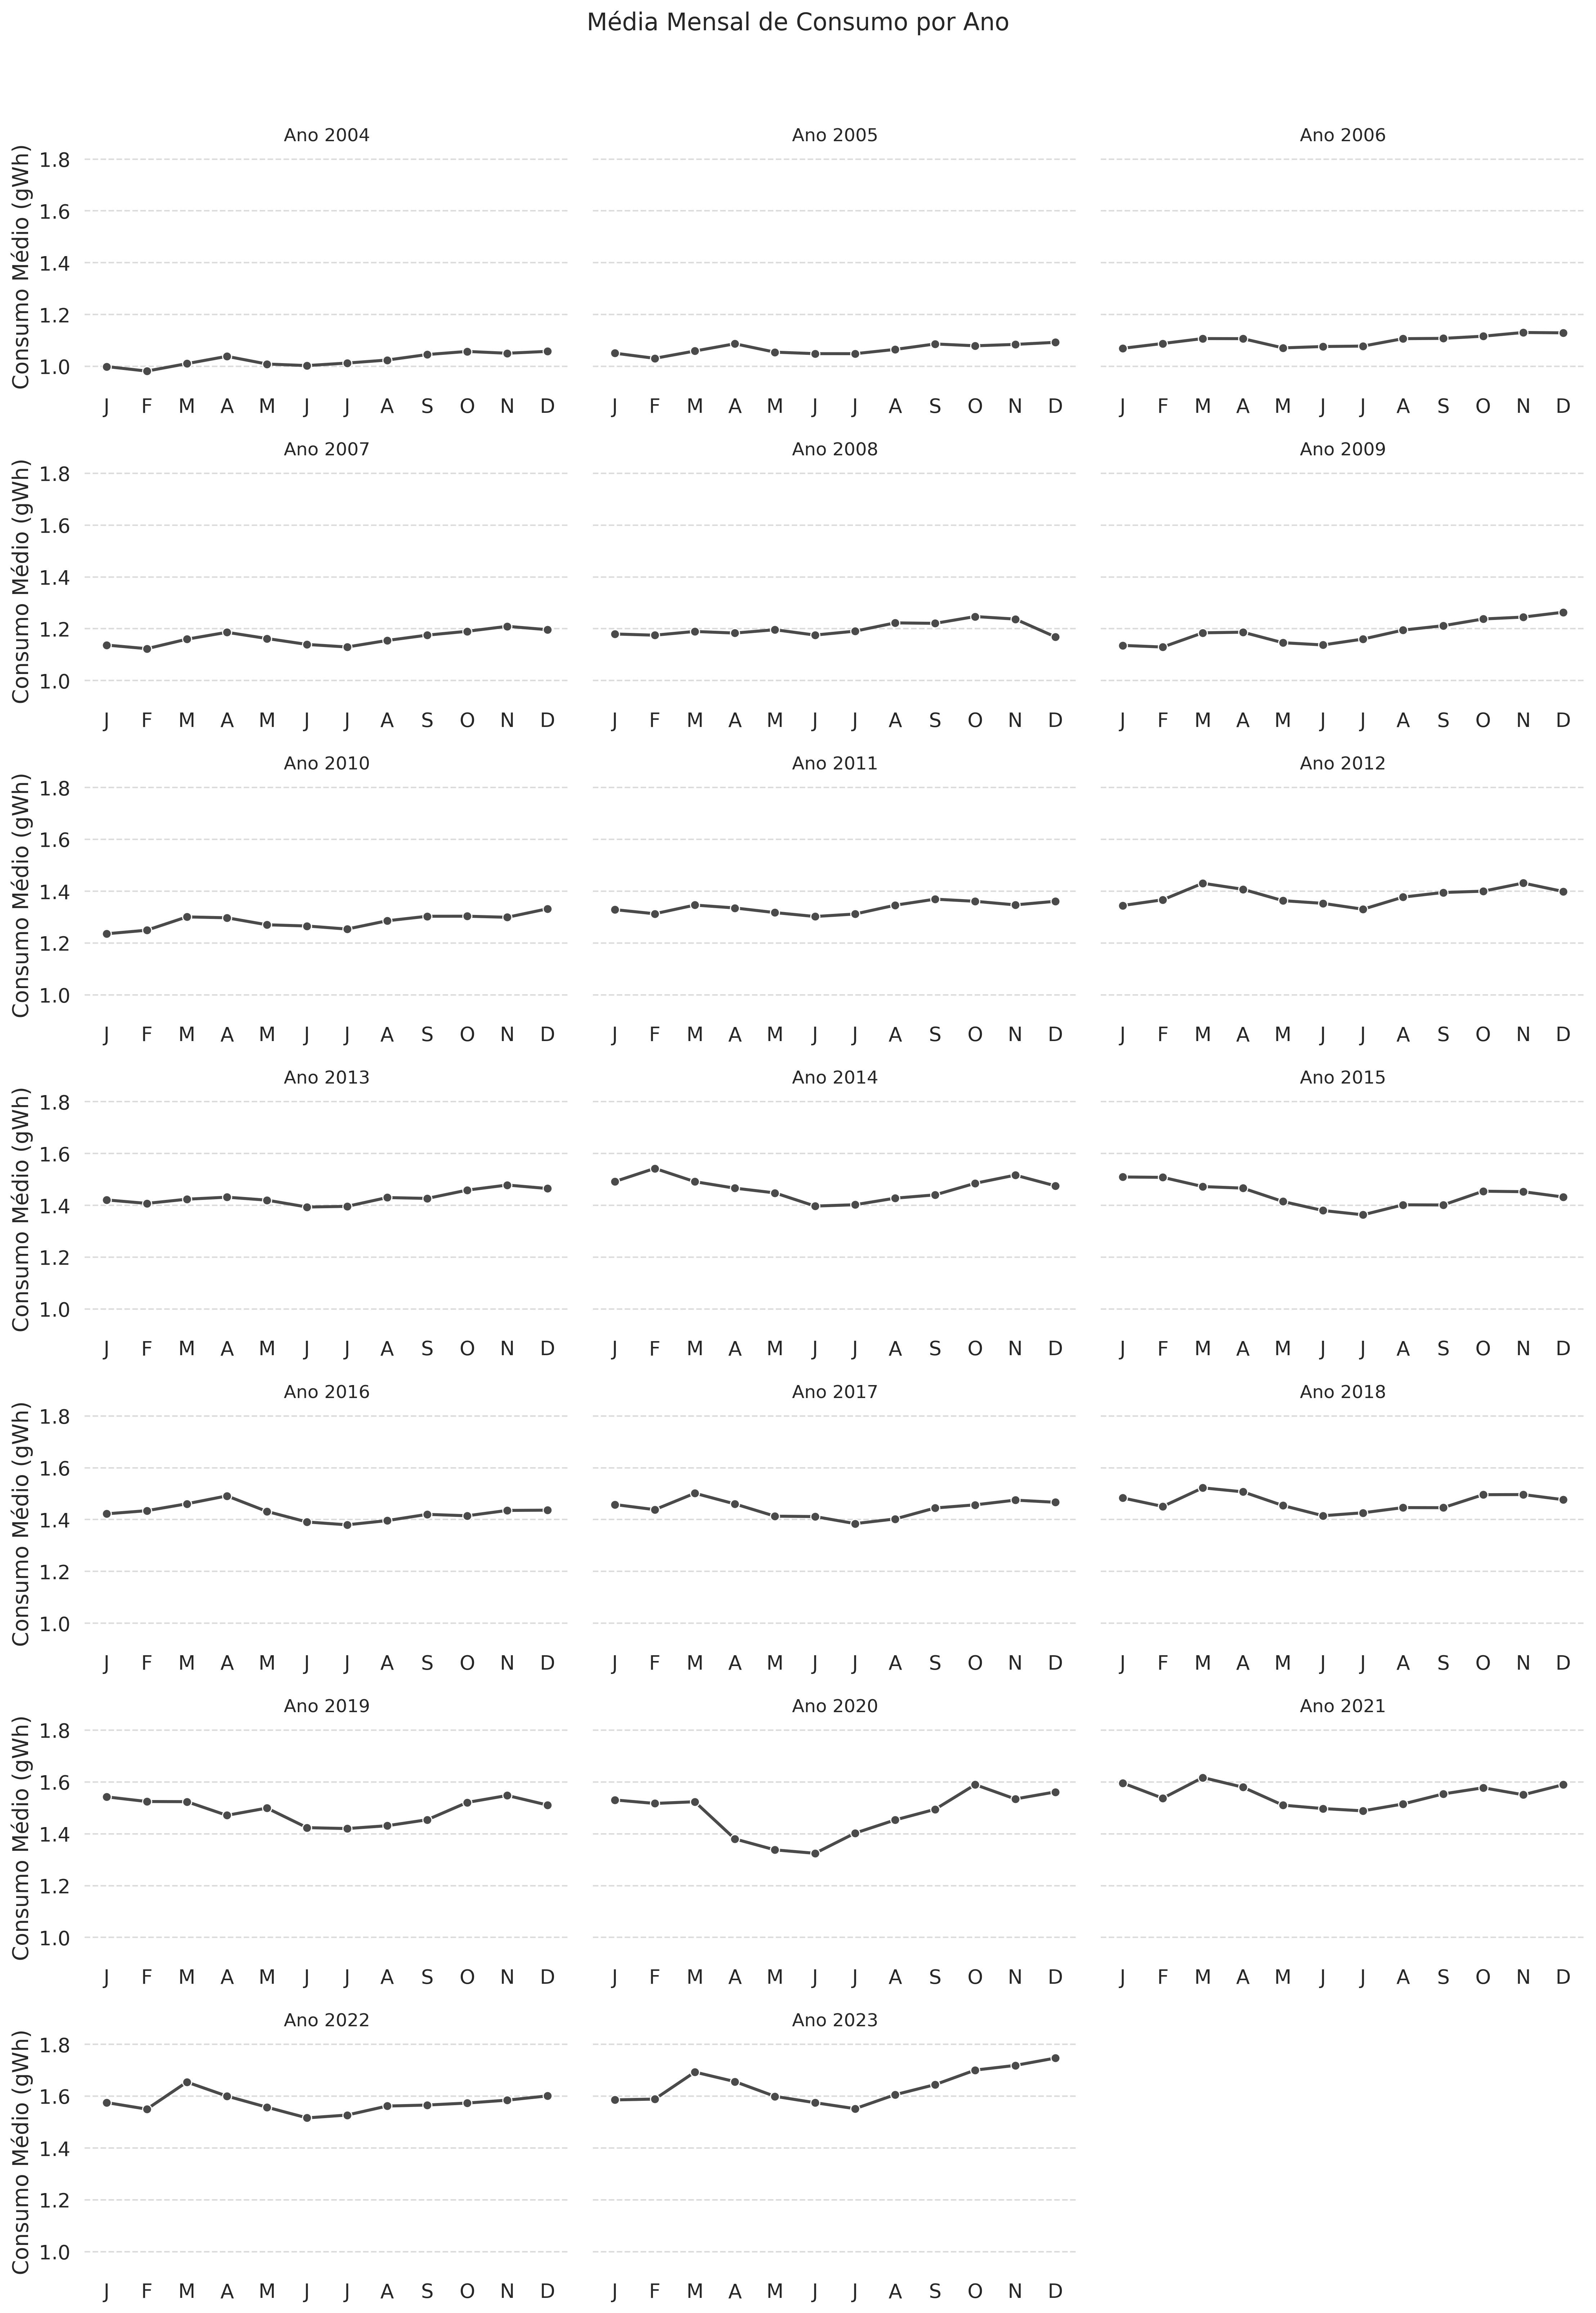 Média Mensal de Consumo por Ano
Ano 2004 Ano 2005 Ano 2006
Consumo Médio (gWh)
1.8
1.6
1.4
1.2
1.0
J F M A M J J A S O N D J F M A M J J A S O N D J F M A M J J A S O N D
Ano 2007 Ano 2008 Ano 2009
Consumo Médio (gWh)
1.8
1.6
1.4
1.2
1.0
J F M A M J J A S O N D J F M A M J J A S O N D J F M A M J J A S O N D
Ano 2010 Ano 2011 Ano 2012
Consumo Médio (gWh)
1.8
1.6
1.4
1.2
1.0
J F M A M J J A S O N D J F M A M J J A S O N D J F M A M J J A S O N D
Ano 2013 Ano 2014 Ano 2015
Consumo Médio (gWh)
1.8
1.6
1.4
1.2
1.0
J F M A M J J A S O N D J F M A M J J A S O N D J F M A M J J A S O N D
Ano 2016 Ano 2017 Ano 2018
Consumo Médio (gWh)
1.8
1.6
1.4
1.2
1.0
J F M A M J J A S O N D J F M A M J J A S O N D J F M A M J J A S O N D
Ano 2019 Ano 2020 Ano 2021
Consumo Médio (gWh)
1.8
1.6
1.4
1.2
1.0
J F M A M J J A S O N D J F M A M J J A S O N D J F M A M J J A S O N D
Ano 2022 Ano 2023
Consumo Médio (gWh)
1.8
1.6
1.4
1.2
1.0
J F M A M J J A S O N D J F M A M J J A S O N D